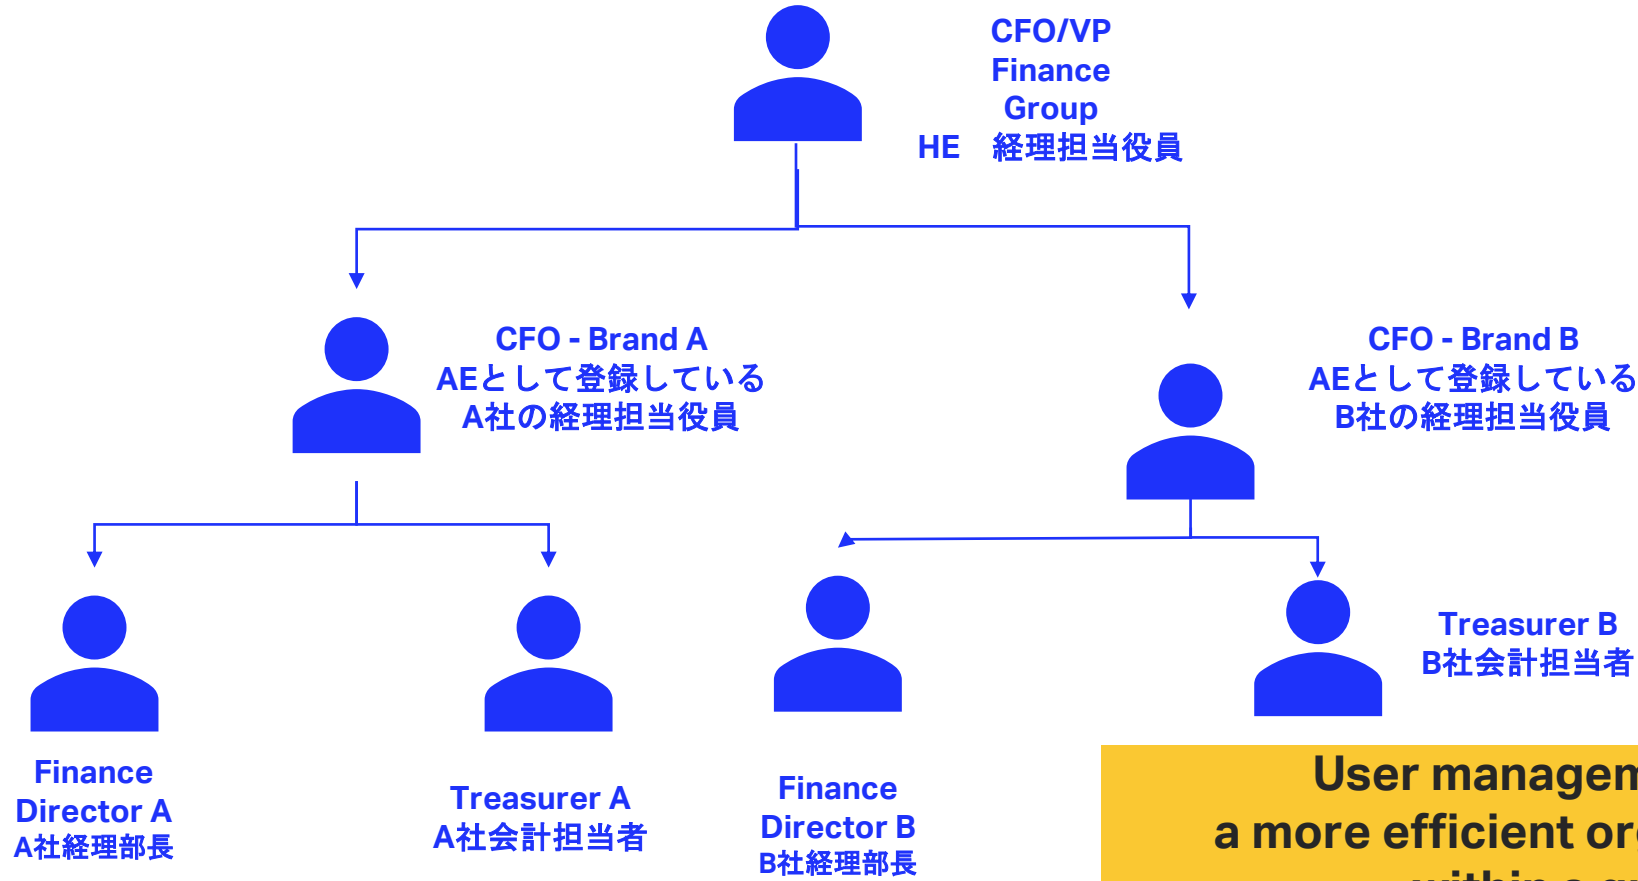 CFO/VP
Finance
Group
HE　経理担当役員
CFO - Brand A
AEとして登録している
A社の経理担当役員
CFO - Brand B
AEとして登録している
B社の経理担当役員
Finance
Director A
A社経理部長
Treasurer A
A社会計担当者
Finance
Director B
B社経理部長
Treasurer B
B社会計担当者
User managem
a more efficient or